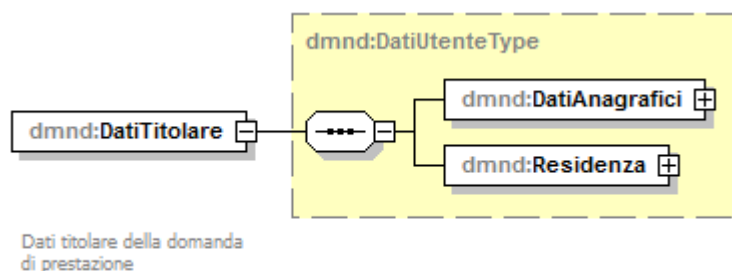 dmnd:DatiUtenteType
dmnd:DatiAnagrafici
dmnd:DatiTitolare
dmnd:Residenza
Dati titolare della domanda
di prestazione